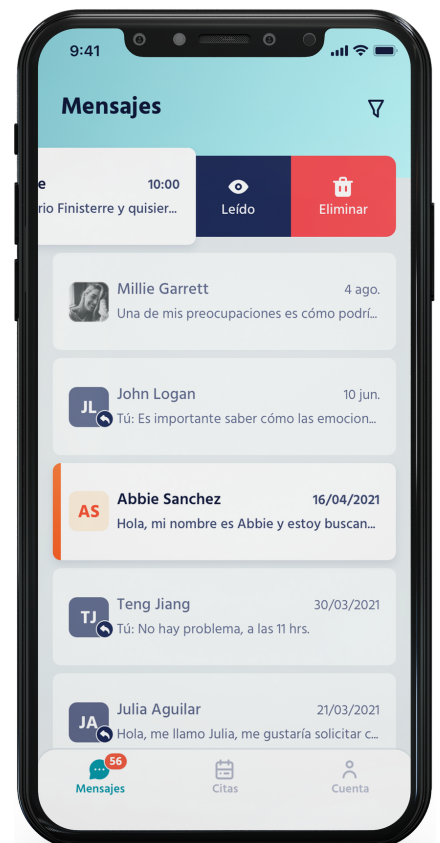 9:41
Mensajes
e 10:00
rio Finisterre y quisier...
Leído
Eliminar
Millie Garrett 4 ago.
Una de mis preocupaciones es cómo podrí...
JL
John Logan 10 jun.
Tú: Es importante saber cómo las emocion...
AS
Abbie Sanchez 16/04/2021
Hola, mi nombre es Abbie y estoy buscan...
TJ
Teng Jiang 30/03/2021
Tú: No hay problema, a las 11 hrs.
JA
Julia Aguilar 21/03/2021
Hola, me llamo Julia, me gustaría solicitar c...
56
Mensajes
Citas
Cuenta